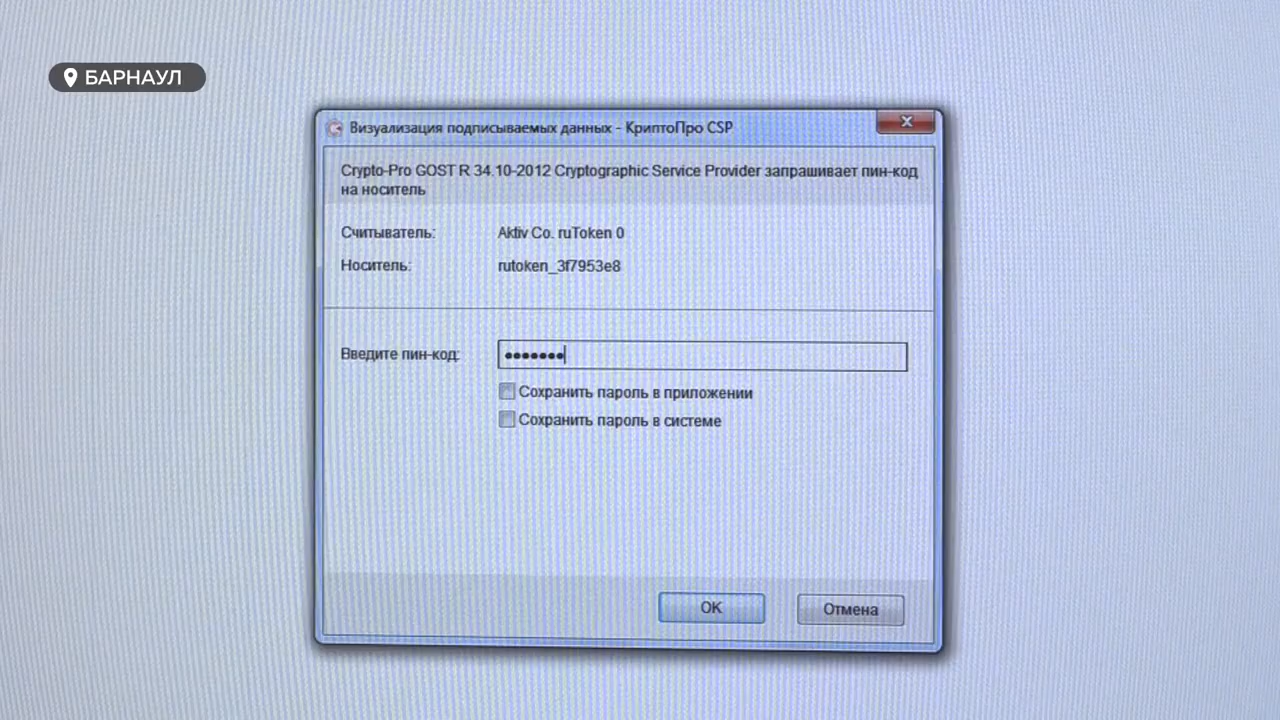 БАРНАУЛ
Визуализация подписываемых данных - КриптоПро CSP
Crypto-Pro GOST R 34.10-2012 Cryptographic Service Provider запрашивает пин-код
на носитель
Считыватель: Aktiv Co. ruToken 0
Носитель: rutoken_3f7953e8
Введите пин-код: •••••••
Сохранить пароль в приложении
Сохранить пароль в системе
OK Отмена